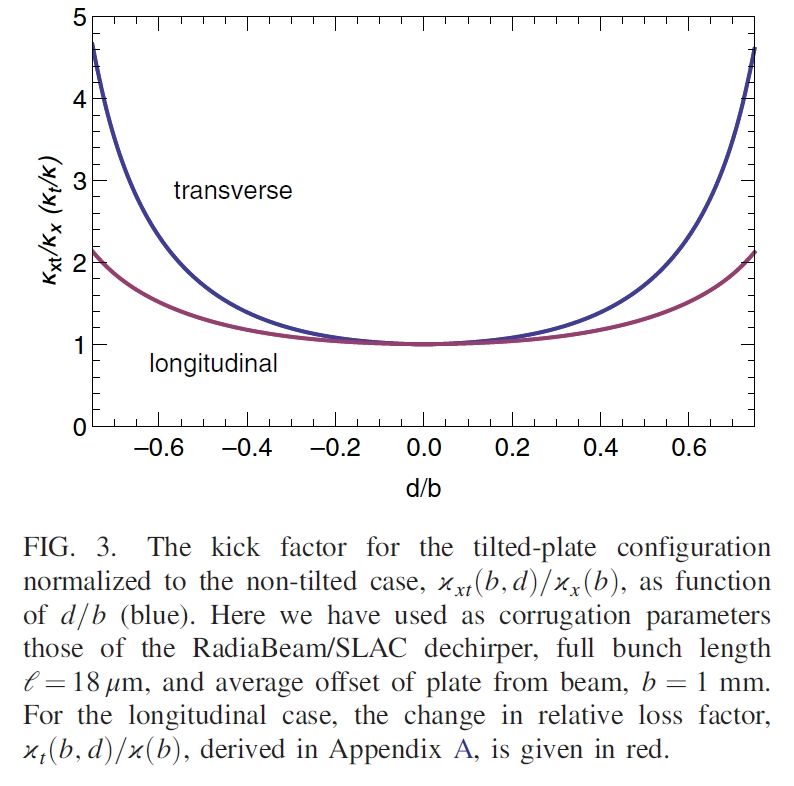 5
4
3
2
1
0
κxt/κx (κt/κ)
transverse
longitudinal
−0.6 −0.4 −0.2 0.0 0.2 0.4 0.6
d/b
FIG. 3. The kick factor for the tilted-plate configuration
normalized to the non-tilted case, ϰxt(b, d)/ϰx(b), as function
of d/b (blue). Here we have used as corrugation parameters
those of the RadiaBeam/SLAC dechirper, full bunch length
ℓ = 18 μm, and average offset of plate from beam, b = 1 mm.
For the longitudinal case, the change in relative loss factor,
ϰt(b, d)/ϰ(b), derived in Appendix A, is given in red.